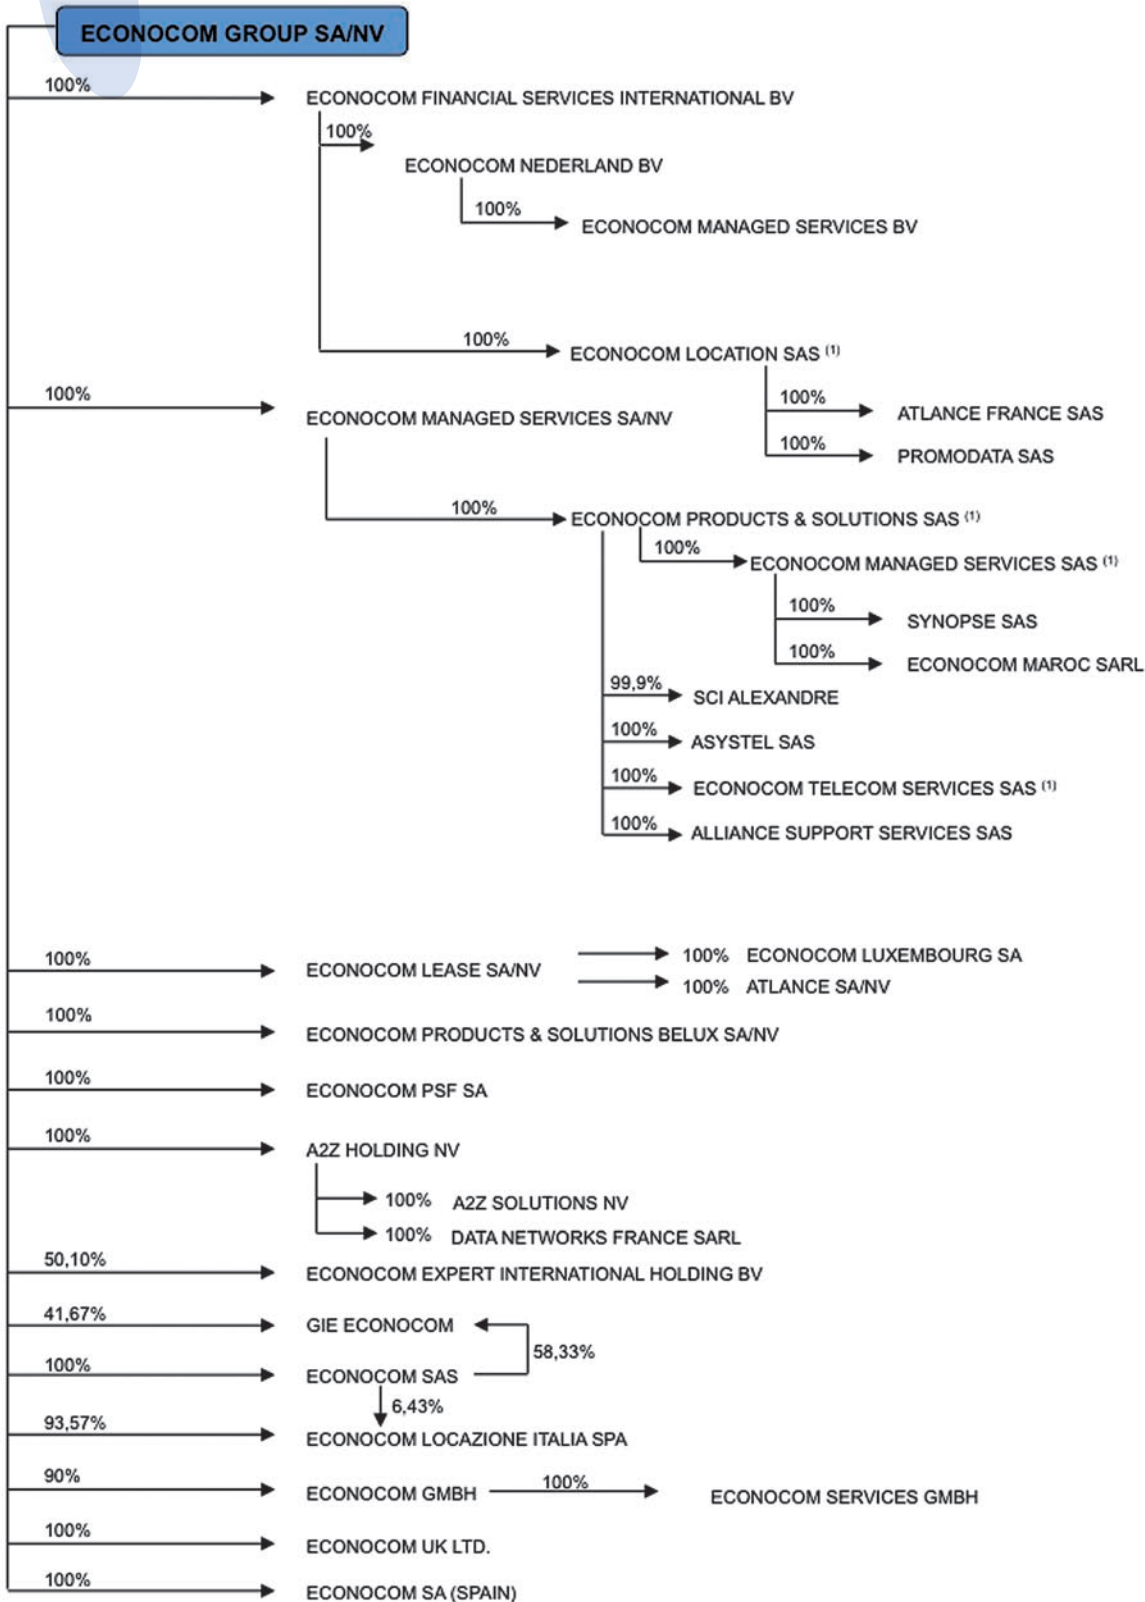 ECONOCOM GROUP SA/NV
100%
ECONOCOM FINANCIAL SERVICES INTERNATIONAL BV
100%
ECONOCOM NEDERLAND BV
100%
ECONOCOM MANAGED SERVICES BV
100%
ECONOCOM LOCATION SAS (1)
100%
ATLANCE FRANCE SAS
100%
PROMODATA SAS
100%
ECONOCOM MANAGED SERVICES SA/NV
100%
ECONOCOM PRODUCTS & SOLUTIONS SAS (1)
100%
ECONOCOM MANAGED SERVICES SAS (1)
100%
SYNOPSE SAS
100%
ECONOCOM MAROC SARL
99,9%
SCI ALEXANDRE
100%
ASYSTEL SAS
100%
ECONOCOM TELECOM SERVICES SAS (1)
100%
ALLIANCE SUPPORT SERVICES SAS
100%
ECONOCOM LEASE SA/NV
100% ECONOCOM LUXEMBOURG SA
100% ATLANCE SA/NV
100%
ECONOCOM PRODUCTS & SOLUTIONS BELUX SA/NV
100%
ECONOCOM PSF SA
100%
A2Z HOLDING NV
100% A2Z SOLUTIONS NV
100% DATA NETWORKS FRANCE SARL
50,10%
ECONOCOM EXPERT INTERNATIONAL HOLDING BV
41,67%
GIE ECONOCOM
58,33%
100%
ECONOCOM SAS
6,43%
93,57%
ECONOCOM LOCAZIONE ITALIA SPA
90%
ECONOCOM GMBH
100%
ECONOCOM SERVICES GMBH
100%
ECONOCOM UK LTD.
100%
ECONOCOM SA (SPAIN)